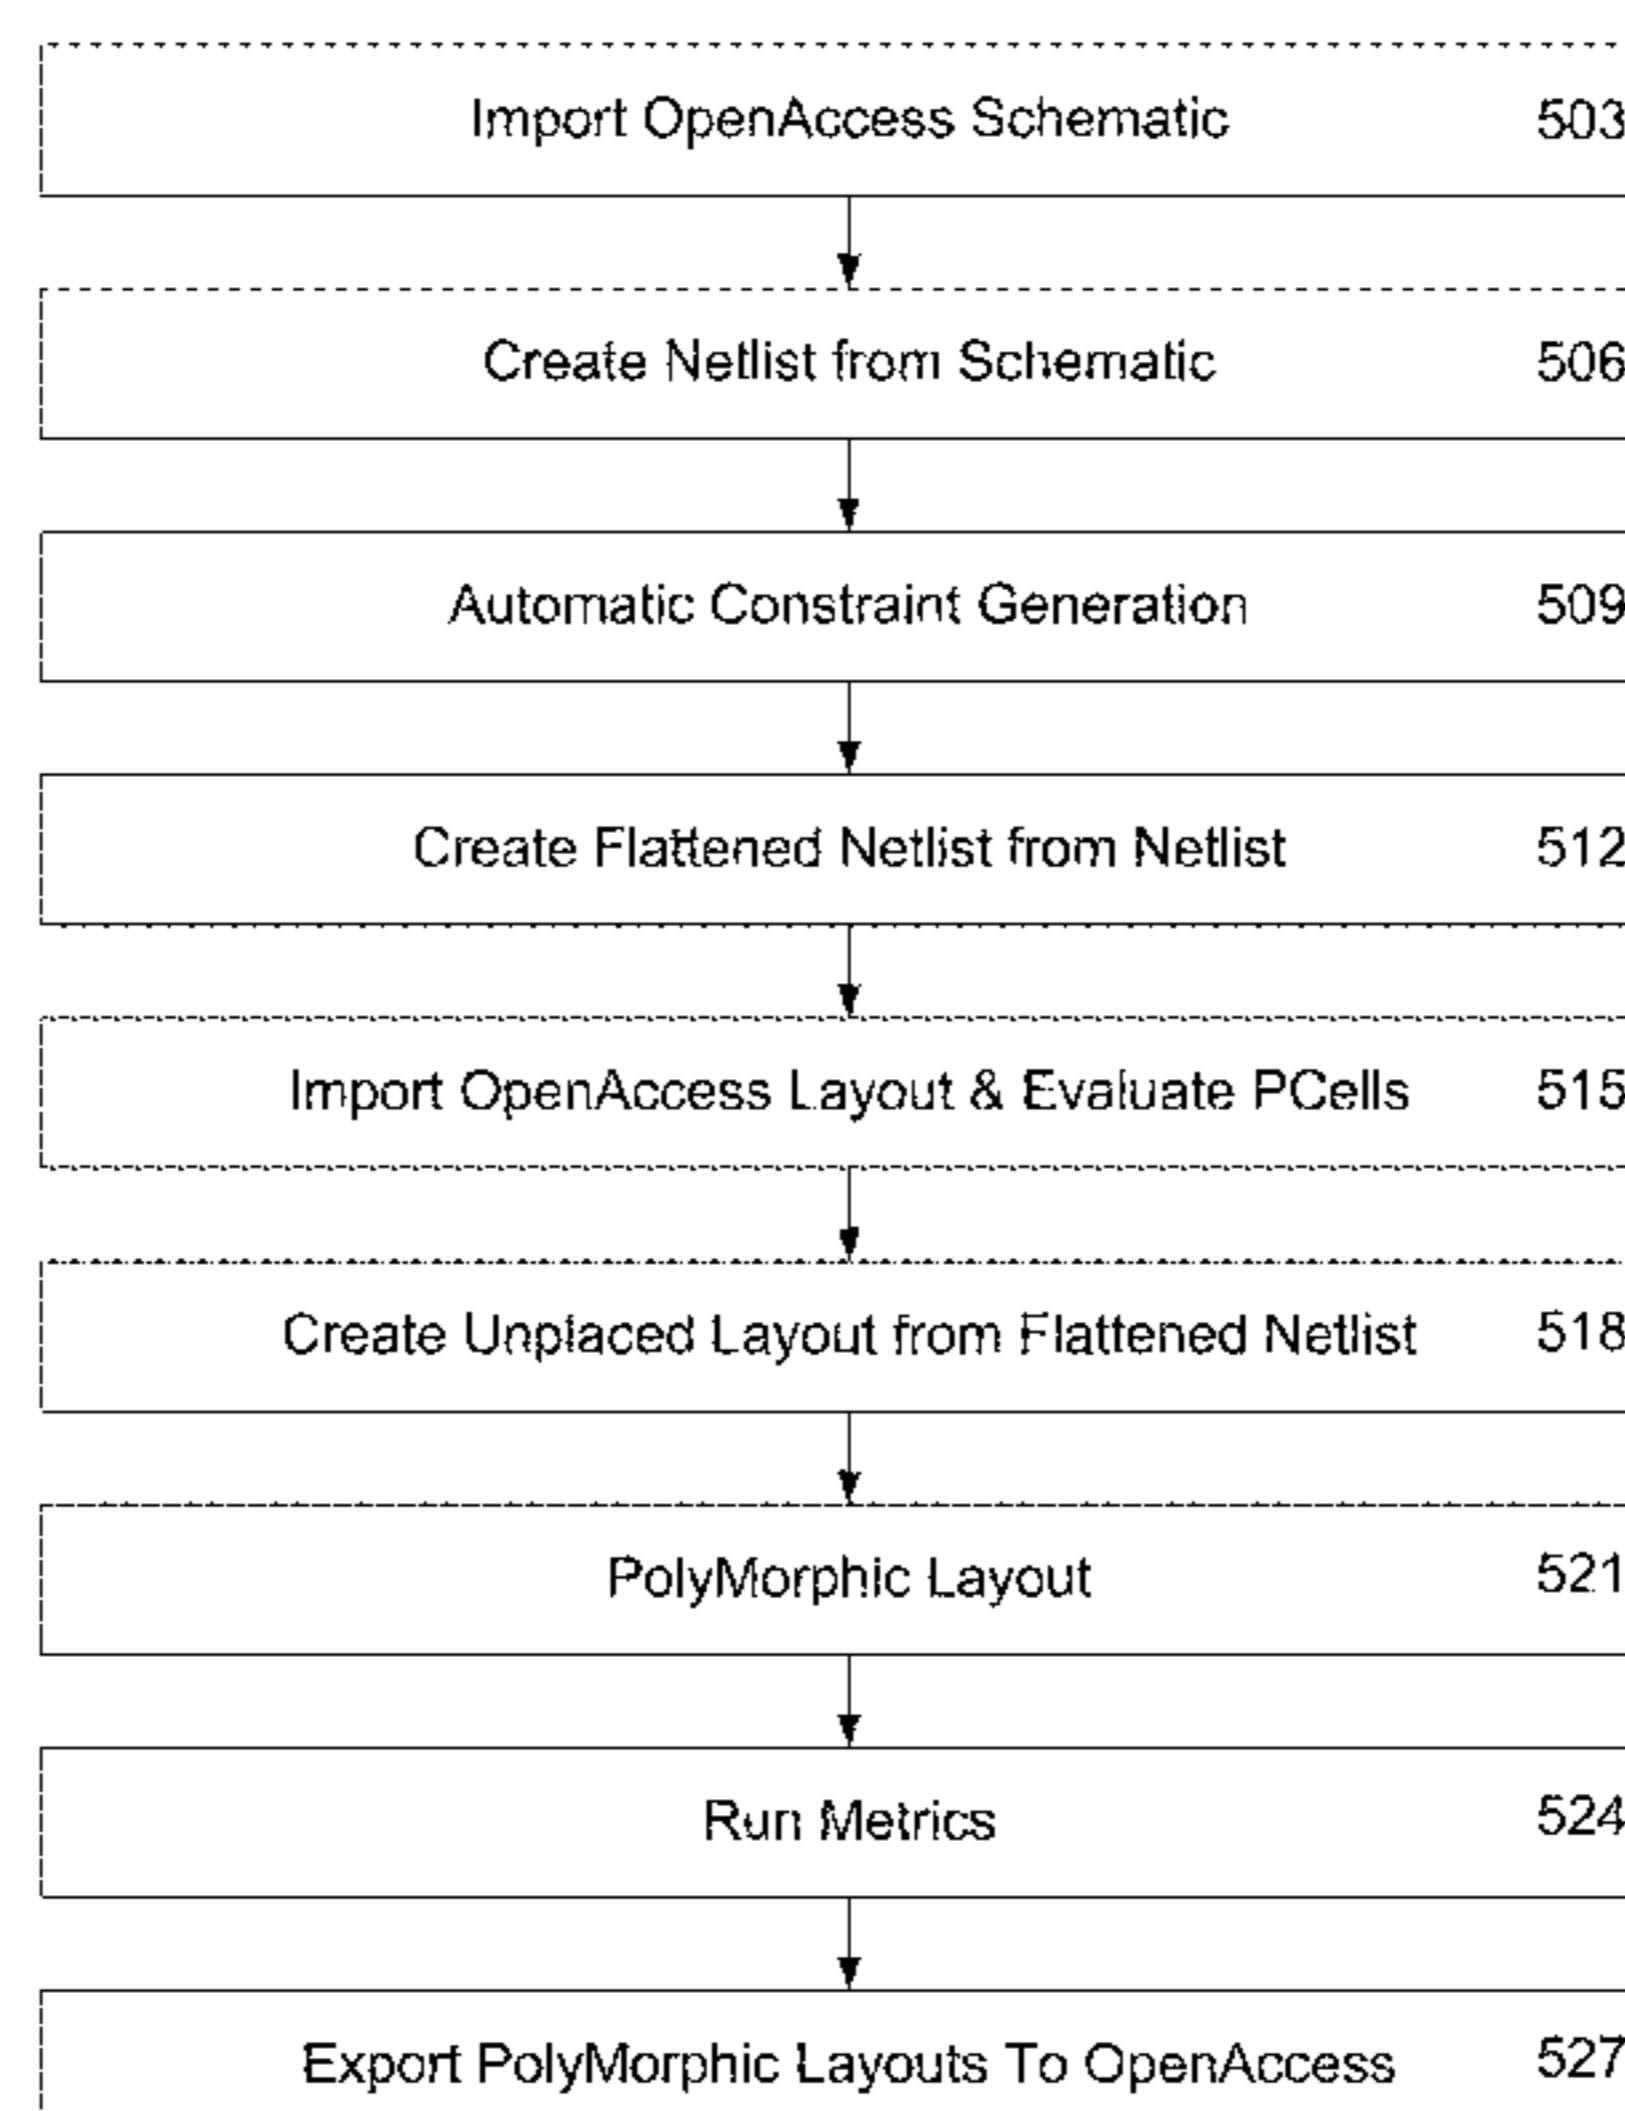 Import OpenAccess Schematic 503
Create Netlist from Schematic 506
Automatic Constraint Generation 509
Create Flattened Netlist from Netlist 512
Import OpenAccess Layout & Evaluate PCells 515
Create Unplaced Layout from Flattened Netlist 518
PolyMorphic Layout 521
Run Metrics 524
Export PolyMorphic Layouts To OpenAccess 527